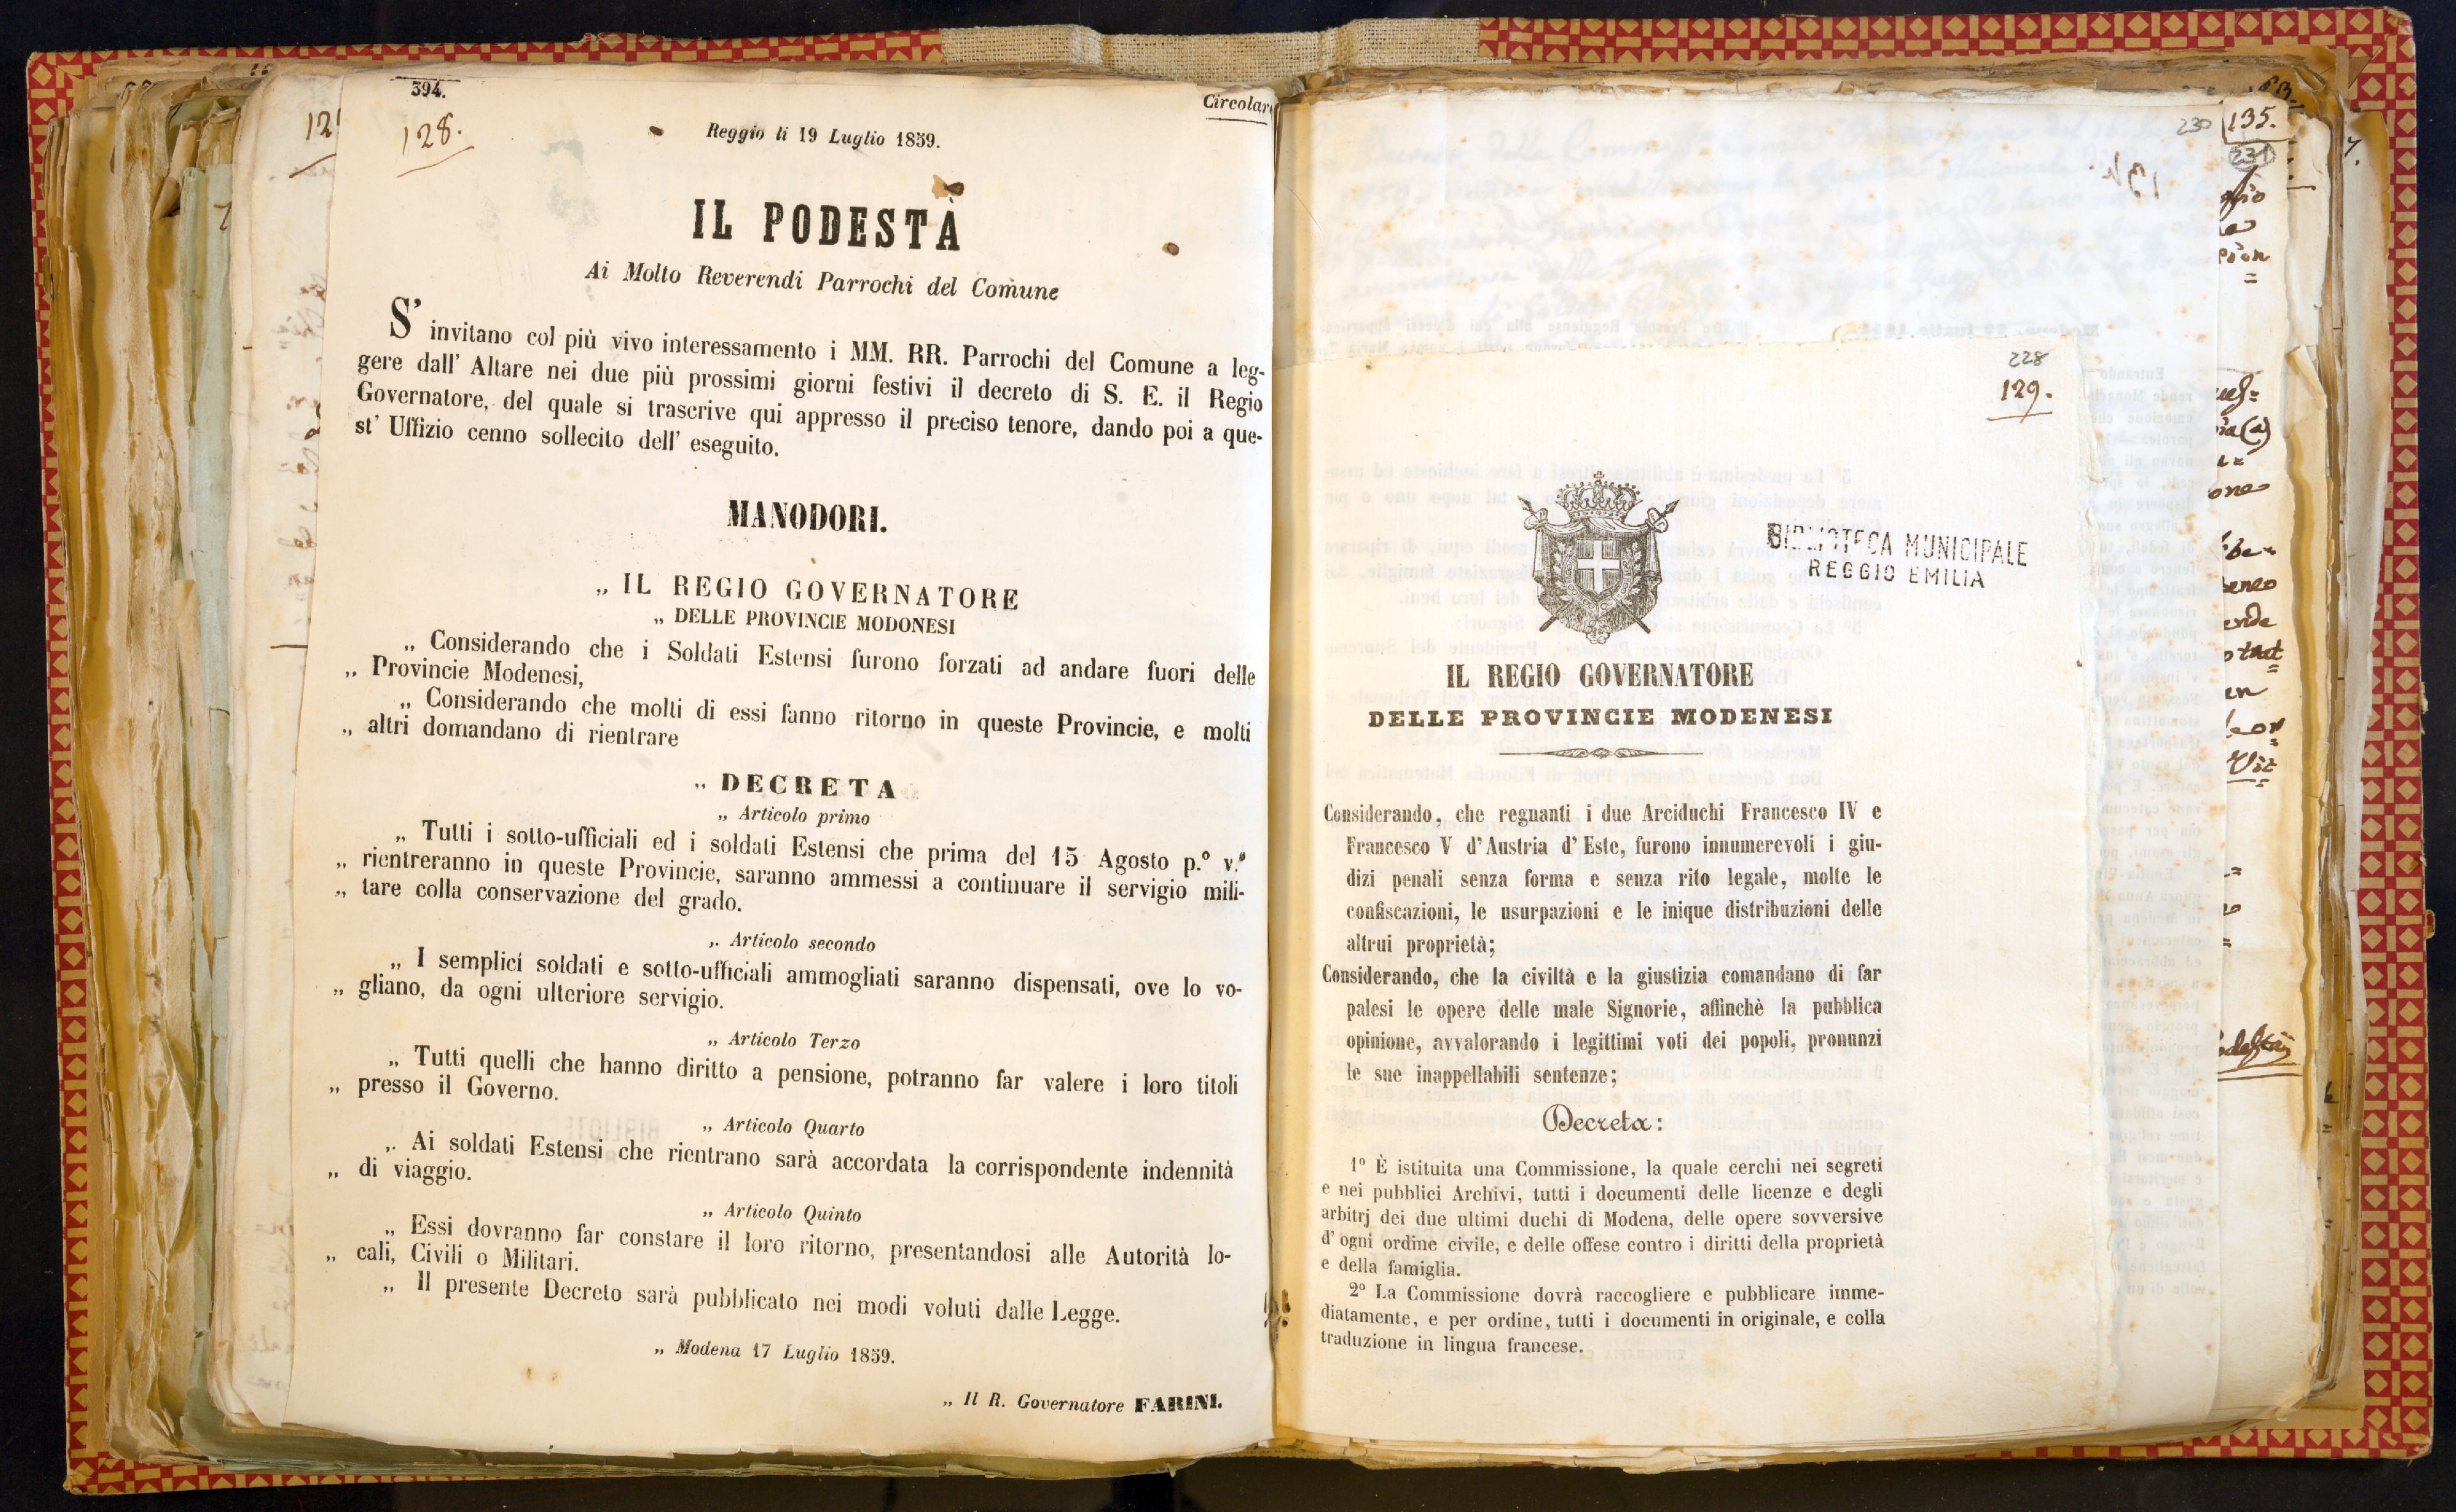 394.
Circolar
128.
Reggio li 19 Luglio 1859.
IL PODESTÀ
Ai Molto Reverendi Parrochi del Comune
S' invitano col più vivo interessamento i MM. RR. Parrochi del Comune a leg-
gere dall' Altare nei due più prossimi giorni festivi il decreto di S. E. il Regio
Governatore, del quale si trascrive qui appresso il preciso tenore, dando poi a que-
st' Uffizio cenno sollecito dell' eseguito.
MANODORI.
„ IL REGIO GOVERNATORE
„ DELLE PROVINCIE MODONESI
„ Considerando che i Soldati Estensi furono forzati ad andare fuori delle
„ Provincie Modenesi,
„ Considerando che molti di essi fanno ritorno in queste Provincie, e molti
„ altri domandano di rientrare
„ DECRETA
„ Articolo primo
„ Tutti i sotto-ufficiali ed i soldati Estensi che prima del 15 Agosto p.º v.º
„ rientreranno in queste Provincie, saranno ammessi a continuare il servigio mili-
„ tare colla conservazione del grado.
„ Articolo secondo
„ I semplici soldati e sotto-ufficiali ammogliati saranno dispensati, ove lo vo-
„ gliano, da ogni ulteriore servigio.
„ Articolo Terzo
„ Tutti quelli che hanno diritto a pensione, potranno far valere i loro titoli
„ presso il Governo.
„ Articolo Quarto
„ Ai soldati Estensi che rientrano sarà accordata la corrispondente indennità
„ di viaggio.
„ Articolo Quinto
„ Essi dovranno far constare il loro ritorno, presentandosi alle Autorità lo-
„ cali, Civili o Militari.
„ Il presente Decreto sarà pubblicato nei modi voluti dalle Legge.
„ Modena 17 Luglio 1859.
„ Il R. Governatore FARINI.
230
135.
231
228
129.
BIBLIOTECA MUNICIPALE
REGGIO EMILIA
IL REGIO GOVERNATORE
DELLE PROVINCIE MODENESI
Considerando, che regnanti i due Arciduchi Francesco IV e
Francesco V d' Austria d' Este, furono innumerevoli i giu-
dizi penali senza forma e senza rito legale, molte le
confiscazioni, le usurpazioni e le inique distribuzioni delle
altrui proprietà;
Considerando, che la civiltà e la giustizia comandano di far
palesi le opere delle male Signorie, affinchè la pubblica
opinione, avvalorando i legittimi voti dei popoli, pronunzi
le sue inappellabili sentenze;
Decreta:
1º È istituita una Commissione, la quale cerchi nei segreti
e nei pubblici Archivi, tutti i documenti delle licenze e degli
arbitrj dei due ultimi duchi di Modena, delle opere sovversive
d' ogni ordine civile, e delle offese contro i diritti della proprietà
e della famiglia.
2º La Commissione dovrà raccogliere e pubblicare imme-
diatamente, e per ordine, tutti i documenti in originale, e colla
traduzione in lingua francese.